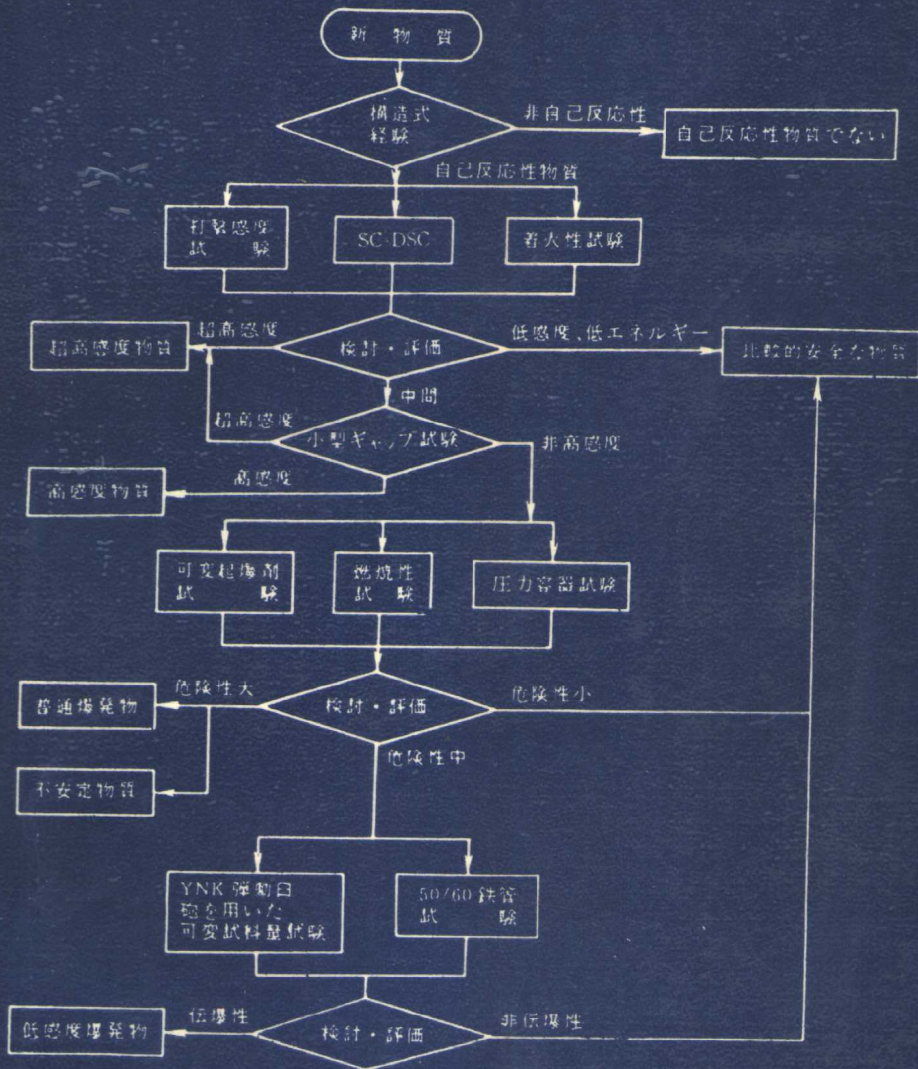 新物質
構造式
経験
非自己反応性
自己反応性物質でない
自己反応性物質
打撃感度
試験
SC-DSC
着火性試験
超高感度物質
超高感度
検討・評価
低感度、低エネルギー
比較的安全な物質
中間
超高感度
小型ギャップ試験
非高感度
高感度物質
高感度
可変起爆剤
試験
燃焼性
試験
圧力容器試験
普通爆発物
危険性大
検討・評価
危険性小
不安定物質
危険性中
YNK弾動臼
砲を用いた
可変試料量試験
50/60鉄管
試験
低感度爆発物
伝爆性
検討・評価
非伝爆性